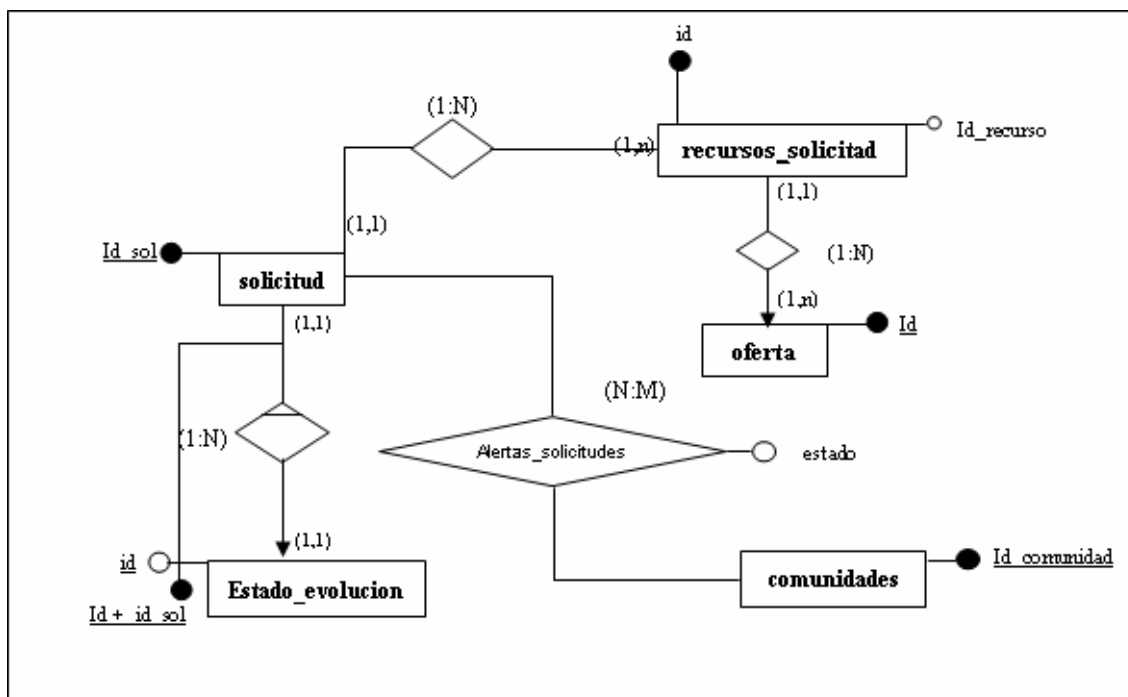 id
(1:N)
Id_recurso
(1,n)
recursos_solicitad
(1,1)
(1,1)
Id_sol
(1:N)
solicitud
(1,n)
(1,1)
Id
oferta
(N:M)
(1:N)
Alertas_solicitudes
estado
(1,1)
id
Id_comunidad
comunidades
Estado_evolucion
Id + id_sol